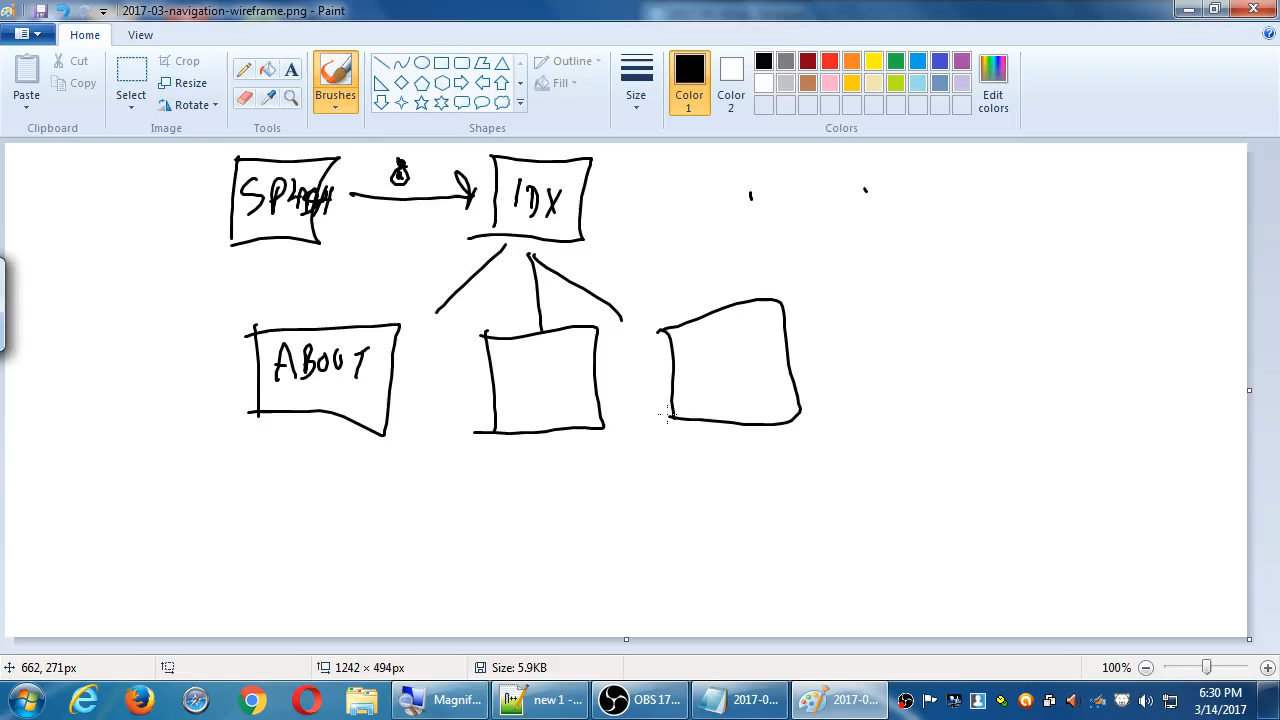 2017-03-navigation-wireframe.png - Paint
Home
View
Paste
Cut
Copy
Clipboard
Select
Crop
Resize
Rotate
Image
A
Tools
Brushes
Outline
Fill
Shapes
Size
Color 1
Color 2
Edit colors
Colors
SPLASH
IDX
ABOUT
662, 271px
1242 × 494px
Size: 5.9KB
100%
Magnif...
new 1 -...
OBS 17...
2017-0...
2017-0...
6:30 PM
3/14/2017